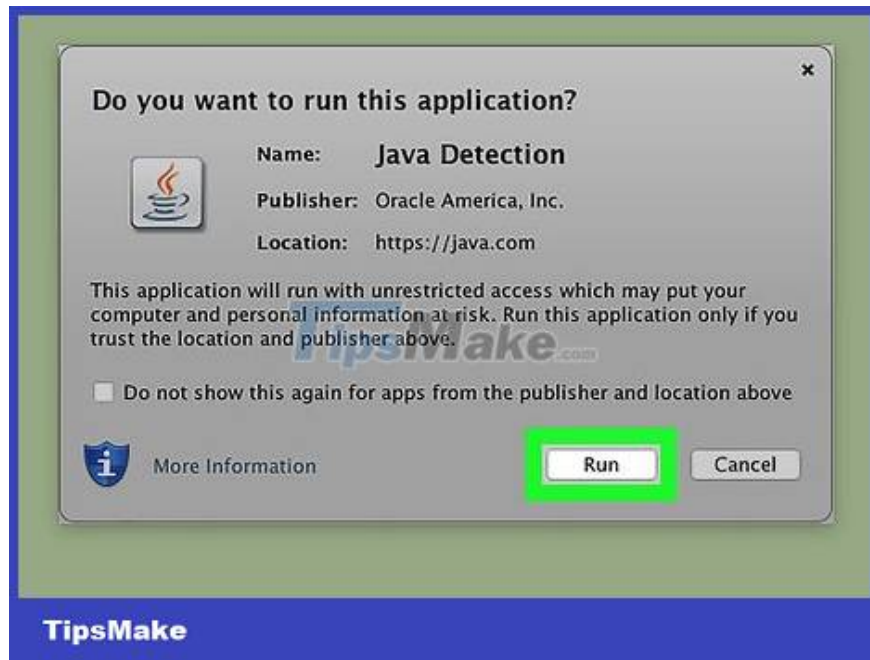 Do you want to run this application?
Name: Java Detection
Publisher: Oracle America, Inc.
Location: https://java.com
This application will run with unrestricted access which may put your
computer and personal information at risk. Run this application only if you
trust the location and publisher above.
TipsMake.com
Do not show this again for apps from the publisher and location above
More Information
Run
Cancel
TipsMake